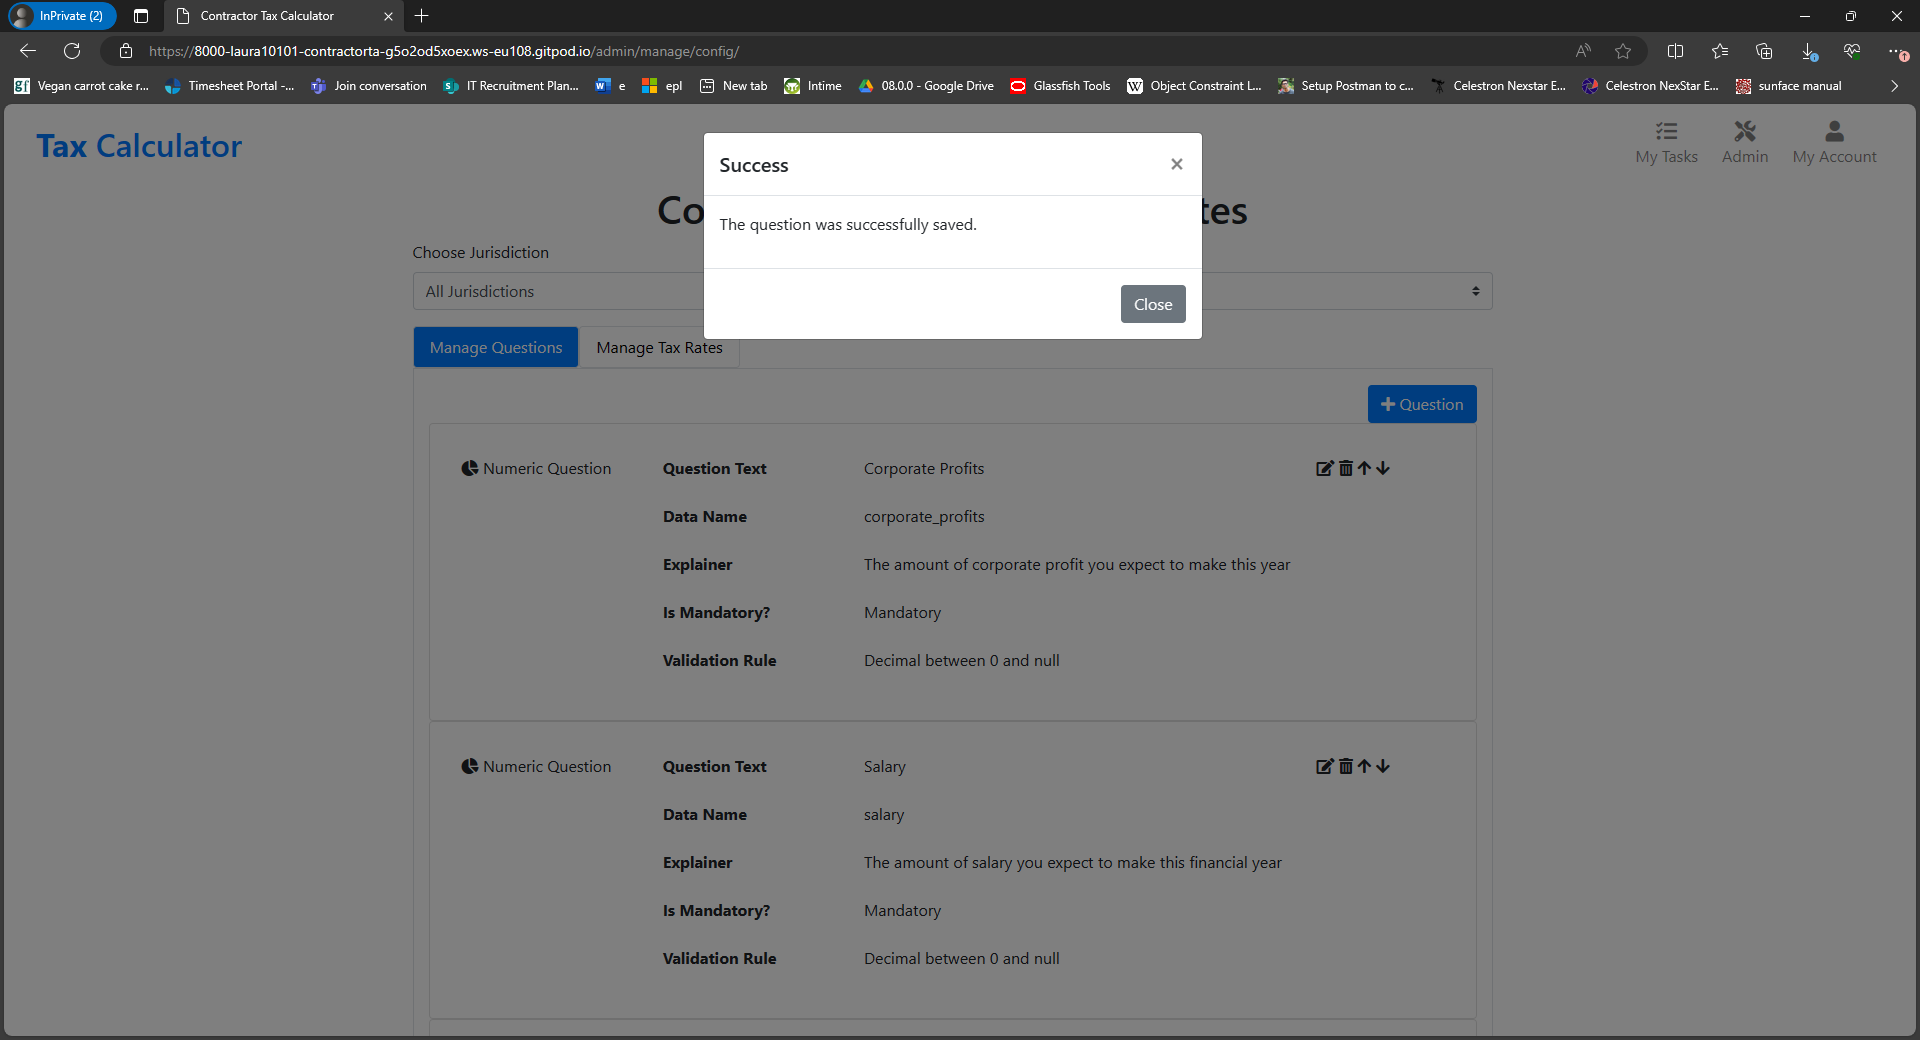 InPrivate (2)
Contractor Tax Calculator
https://8000-laura10101-contractorta-g5o2od5xoex.ws-eu108.gitpod.io/admin/manage/config/
Vegan carrot cake r...
Timesheet Portal -...
Join conversation
IT Recruitment Plan...
e
epl
New tab
Intime
08.0.0 - Google Drive
Glassfish Tools
Object Constraint L...
Setup Postman to c...
Celestron Nexstar E...
Celestron NexStar E...
sunface manual
Tax Calculator
My Tasks
Admin
My Account
Success
×
Co
tes
The question was successfully saved.
Choose Jurisdiction
All Jurisdictions
Close
Manage Questions
Manage Tax Rates
Question
Numeric Question
Question Text
Corporate Profits
Data Name
corporate_profits
Explainer
The amount of corporate profit you expect to make this year
Is Mandatory?
Mandatory
Validation Rule
Decimal between 0 and null
Numeric Question
Question Text
Salary
Data Name
salary
Explainer
The amount of salary you expect to make this financial year
Is Mandatory?
Mandatory
Validation Rule
Decimal between 0 and null